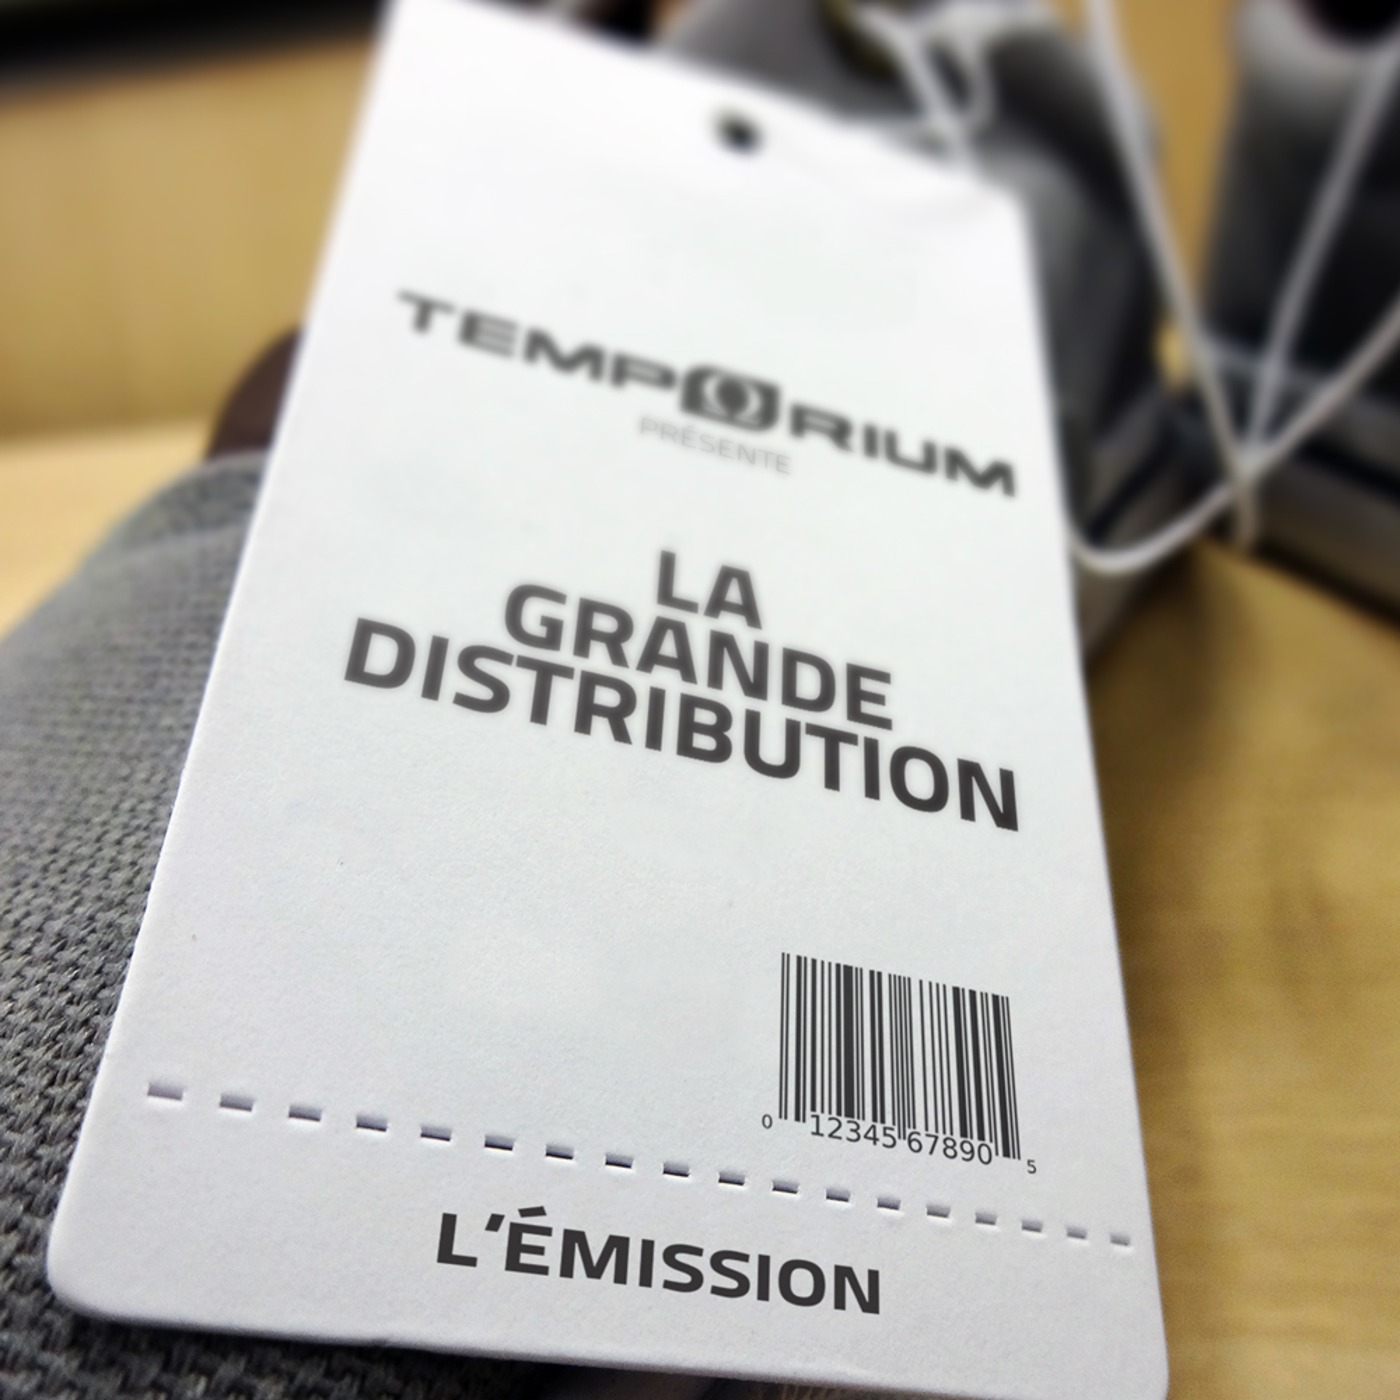 TEMPORIUM
PRÉSENTE
LA
GRANDE
DISTRIBUTION
0 12345 67890 5
L'ÉMISSION